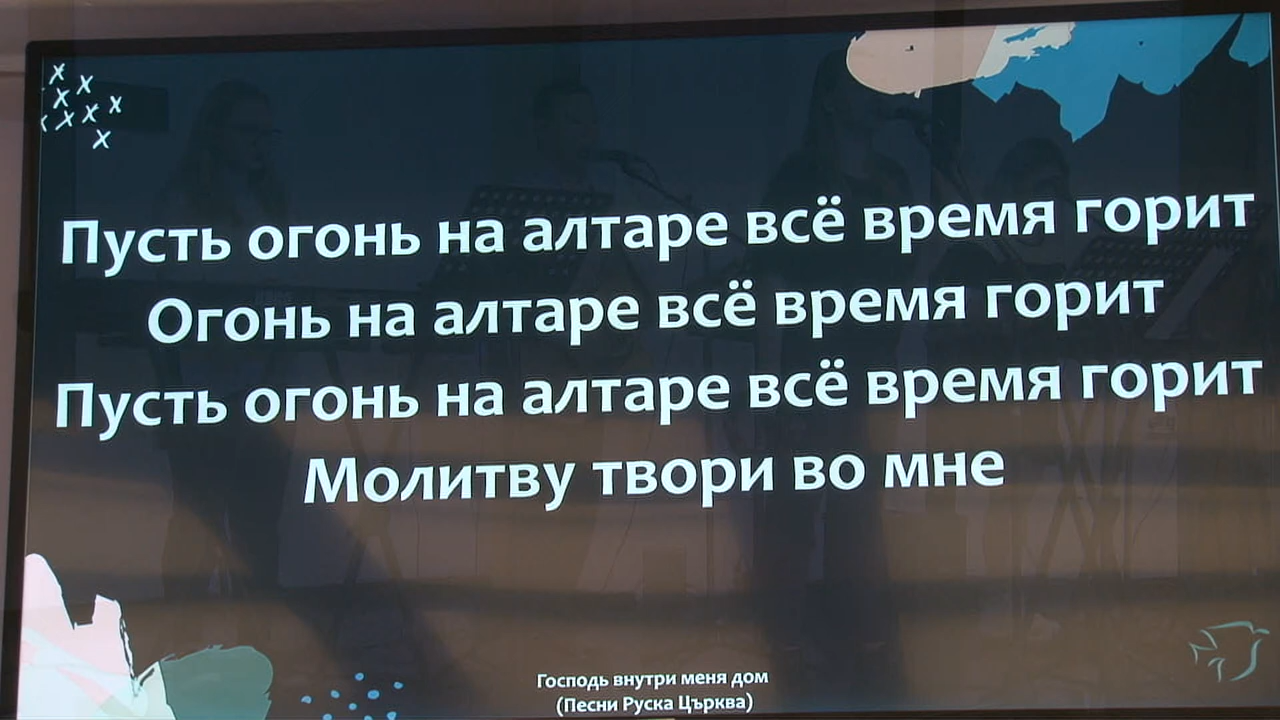 Пусть огонь на алтаре всё время горит
Огонь на алтаре всё время горит
Пусть огонь на алтаре всё время горит
Молитву твори во мне
Господь внутри меня дом
(Песни Руска Църква)